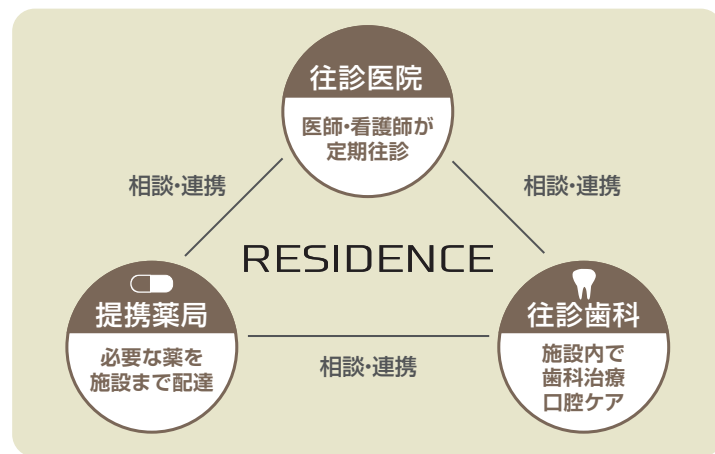 往診医院
医師・看護師が
定期往診
相談・連携
相談・連携
RESIDENCE
提携薬局
必要な薬を
施設まで配達
往診歯科
施設内で
歯科治療
口腔ケア
相談・連携